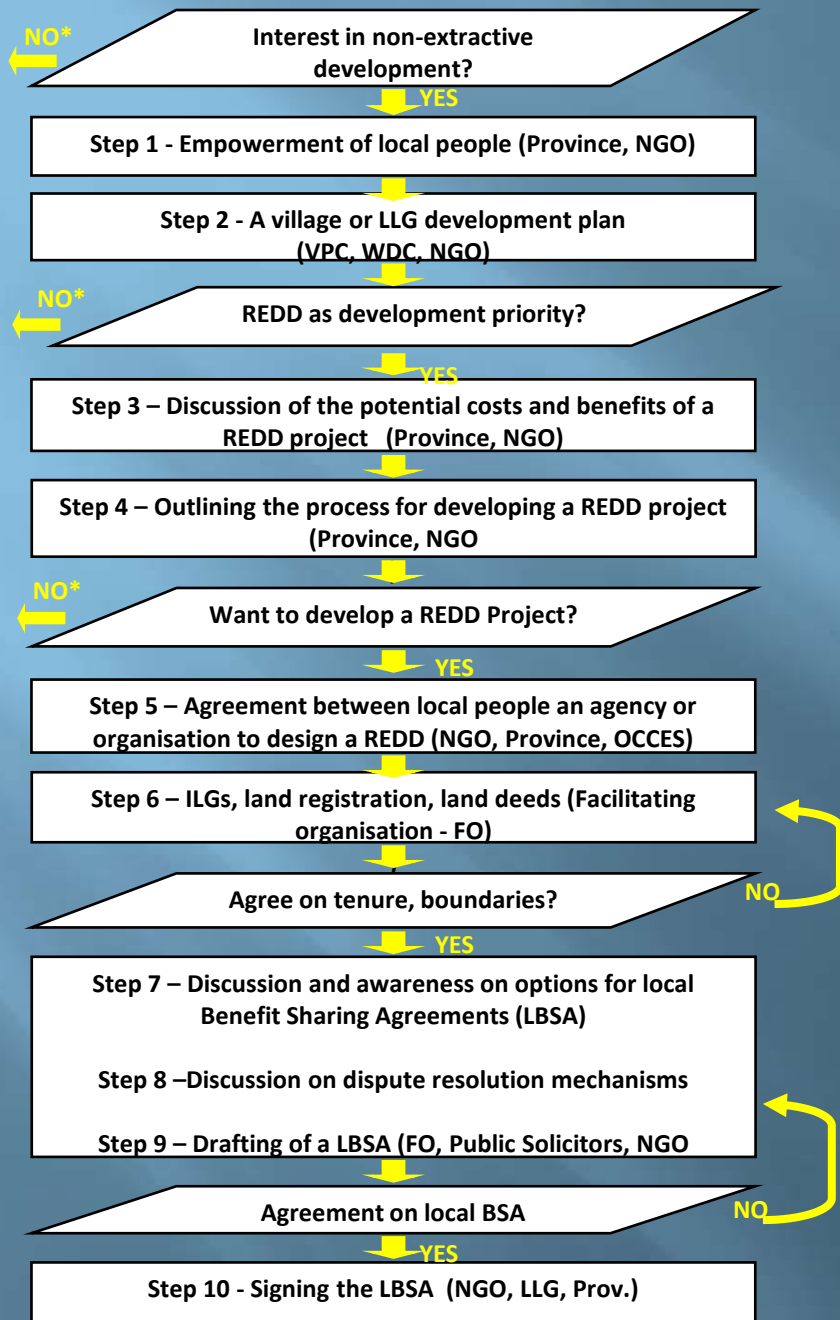 NO*
Interest in non-extractive
development?
YES
Step 1 - Empowerment of local people (Province, NGO)
Step 2 - A village or LLG development plan
(VPC, WDC, NGO)
NO*
REDD as development priority?
YES
Step 3 – Discussion of the potential costs and benefits of a
REDD project (Province, NGO)
Step 4 – Outlining the process for developing a REDD project
(Province, NGO
NO*
Want to develop a REDD Project?
YES
Step 5 – Agreement between local people an agency or
organisation to design a REDD (NGO, Province, OCCES)
Step 6 – ILGs, land registration, land deeds (Facilitating
organisation - FO)
Agree on tenure, boundaries?
NO
YES
Step 7 – Discussion and awareness on options for local
Benefit Sharing Agreements (LBSA)
Step 8 –Discussion on dispute resolution mechanisms
Step 9 – Drafting of a LBSA (FO, Public Solicitors, NGO
Agreement on local BSA
NO
YES
Step 10 - Signing the LBSA (NGO, LLG, Prov.)